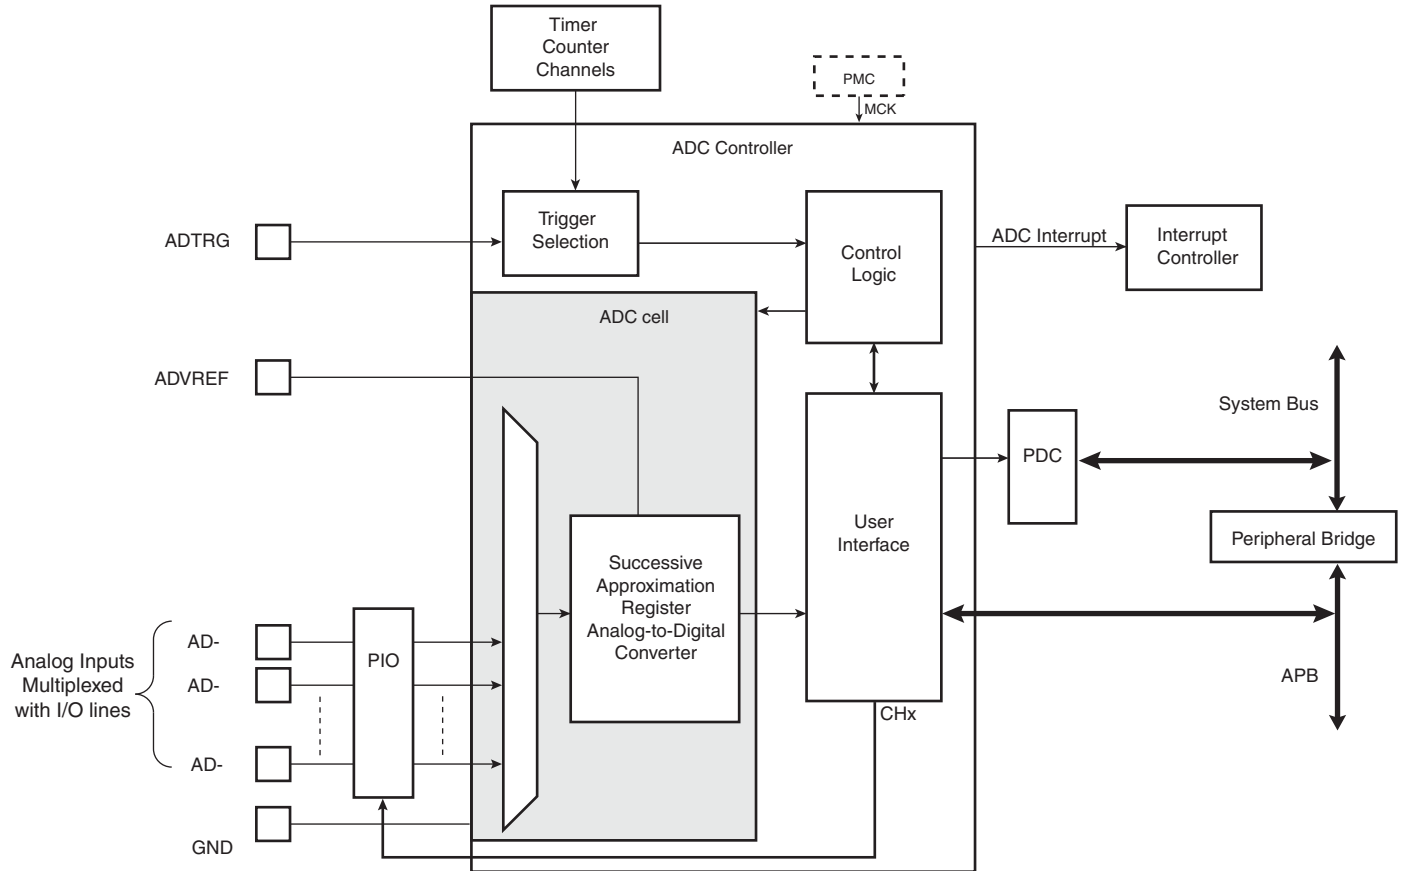 Timer
Counter
Channels
PMC
MCK
ADC Controller
ADTRG
Trigger
Selection
Control
Logic
ADC Interrupt
Interrupt
Controller
ADC cell
ADVREF
System Bus
PDC
User
Interface
Peripheral Bridge
Successive
Approximation
Register
Analog-to-Digital
Converter
Analog Inputs
Multiplexed
with I/O lines
AD-
AD-
AD-
PIO
APB
CHx
GND